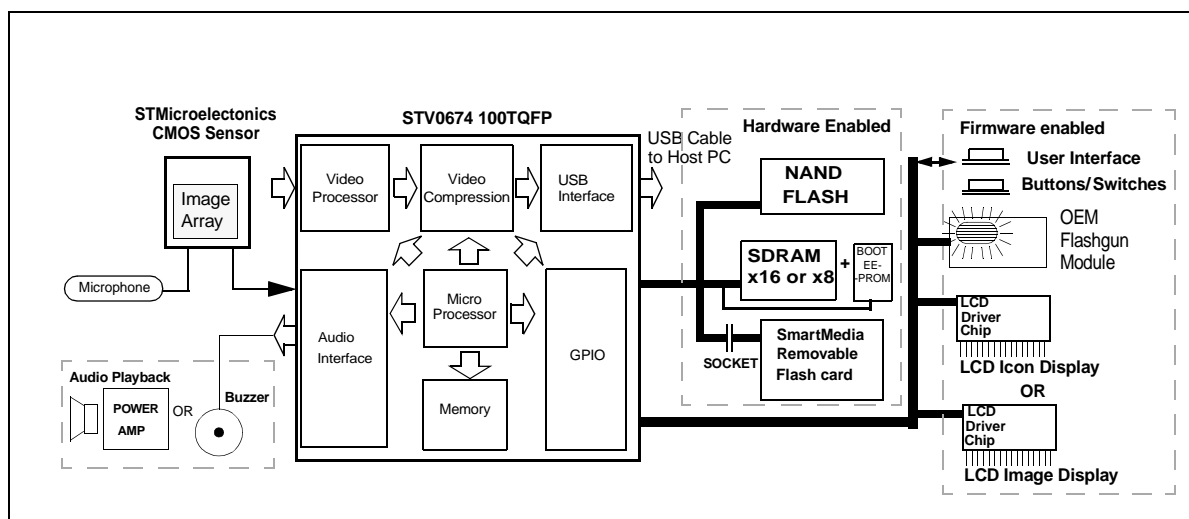 STMicroelectonics
CMOS Sensor
Image
Array
Microphone
Audio Playback
POWER
AMP
OR
Buzzer
STV0674 100TQFP
Video
Processor
Video
Compression
USB
Interface
Audio
Interface
Micro
Processor
Memory
GPIO
USB Cable
to Host PC
Hardware Enabled
NAND
FLASH
SDRAM
x16 or x8
+
BOOT
EE-
-PROM
SOCKET
SmartMedia
Removable
Flash card
Firmware enabled
User Interface
Buttons/Switches
OEM
Flashgun
Module
LCD
Driver
Chip
LCD Icon Display
OR
LCD
Driver
Chip
LCD Image Display